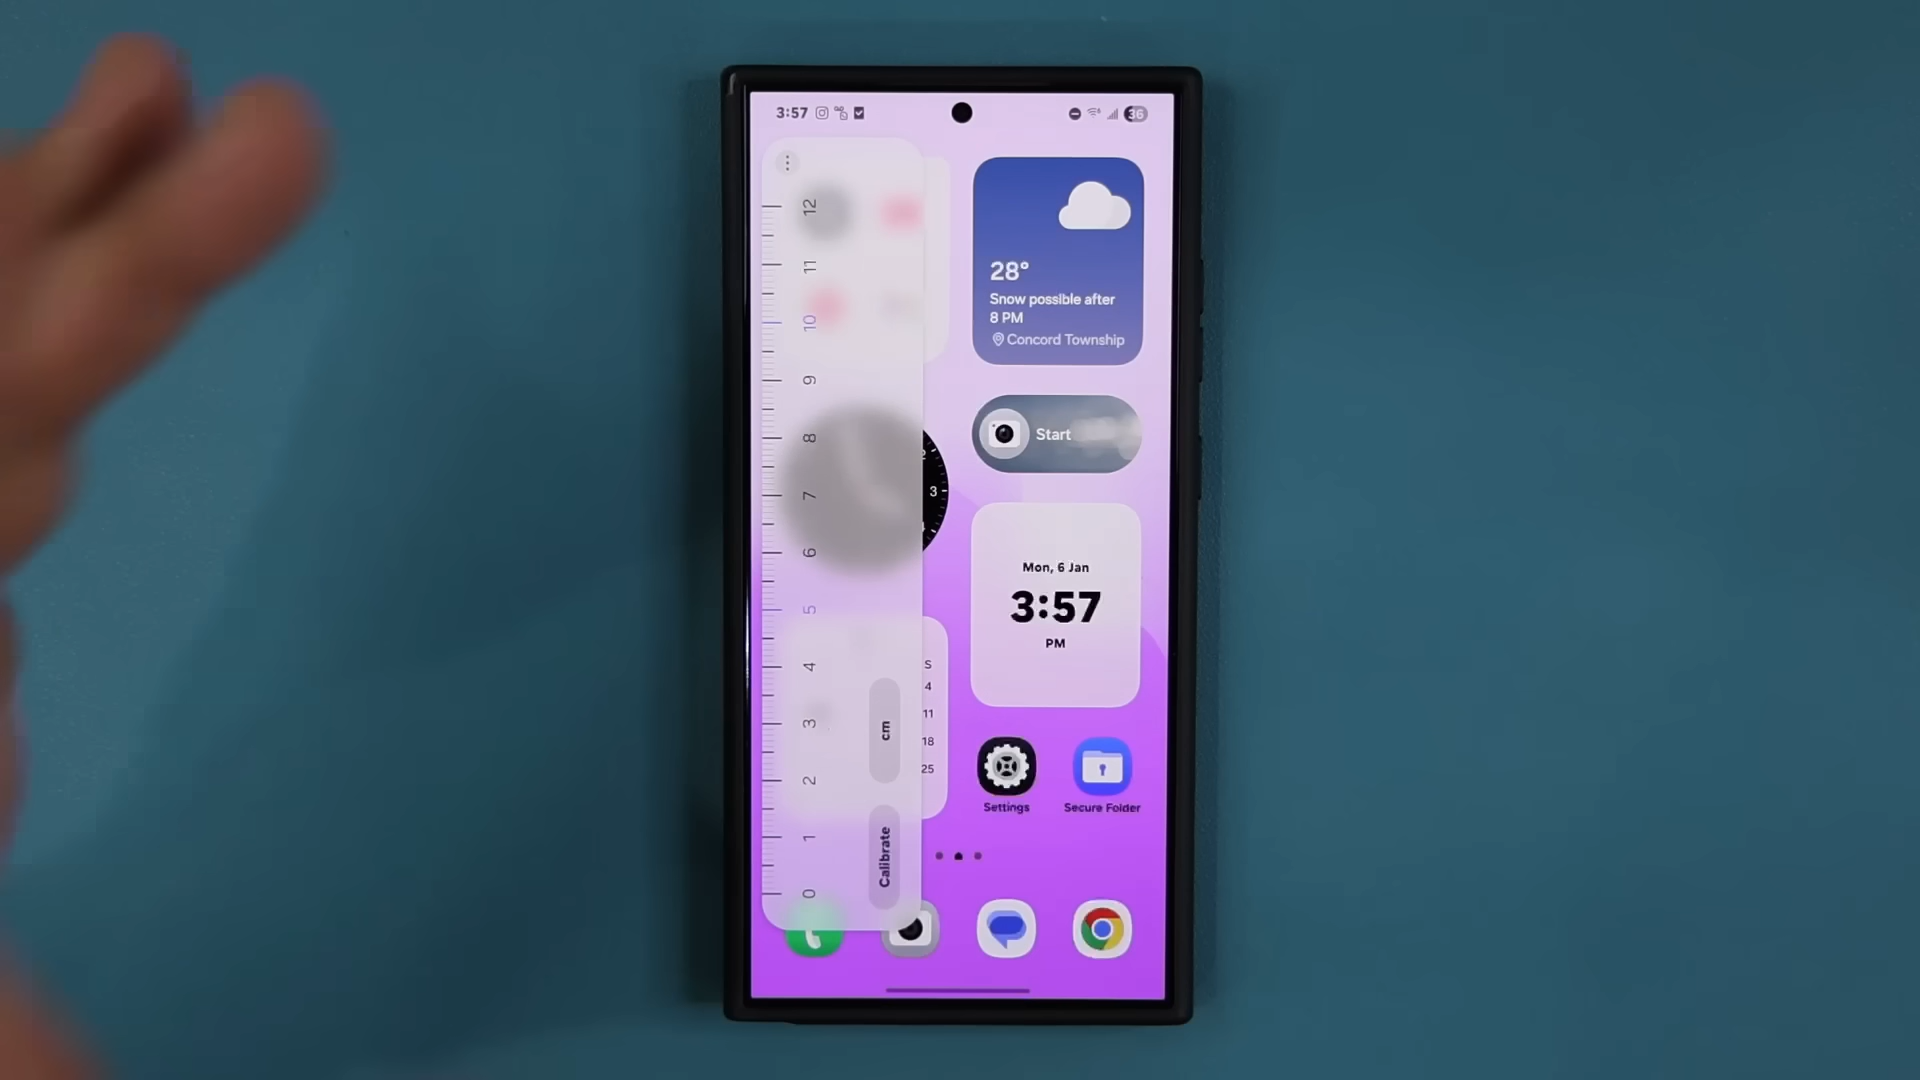 3:57
36
12
11
10
9
8
7
6
5
4
3
2
1
0
cm
Calibrate
28°
Snow possible after
8 PM
Concord Township
Start
3
Mon, 6 Jan
3:57
PM
S
4
11
18
25
Settings
Secure Folder